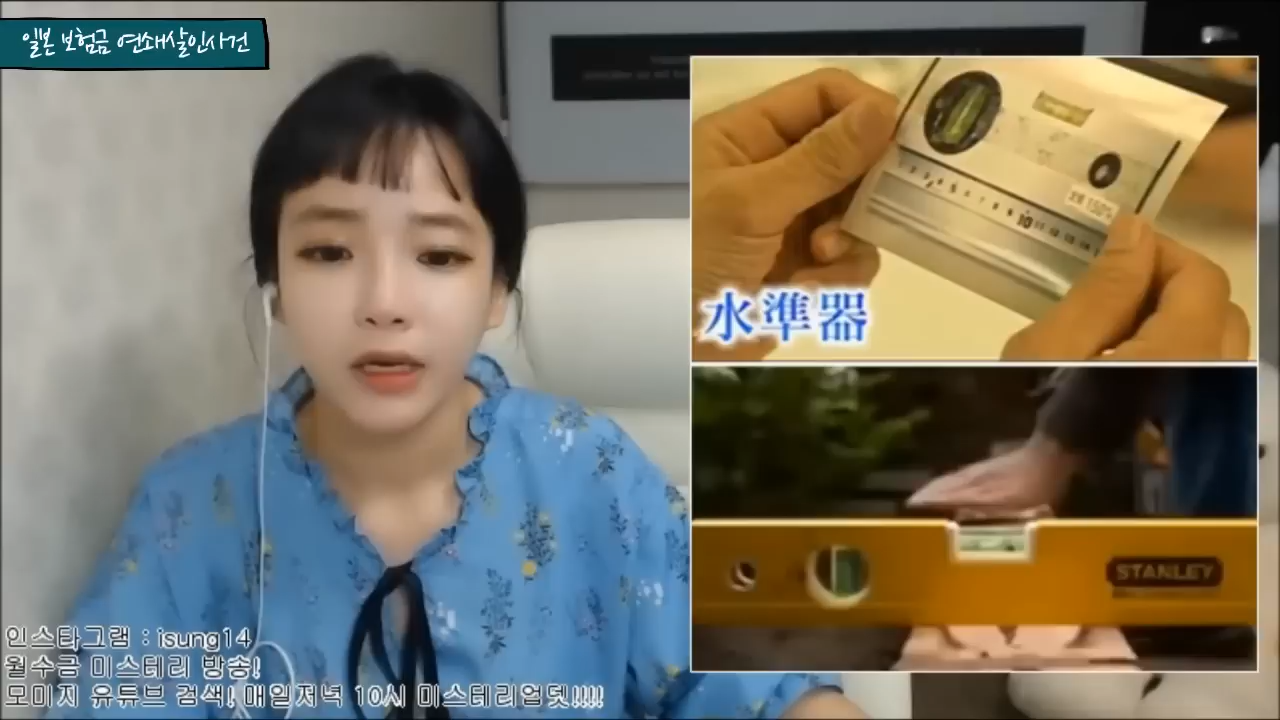 일본 보험금 연쇄살인사건
水準器
STANLEY
인스타그램 : isung14
월수금 미스테리 방송!
모미지 유튜브 검색! 매일저녁 10시 미스테리업뎃!!!!